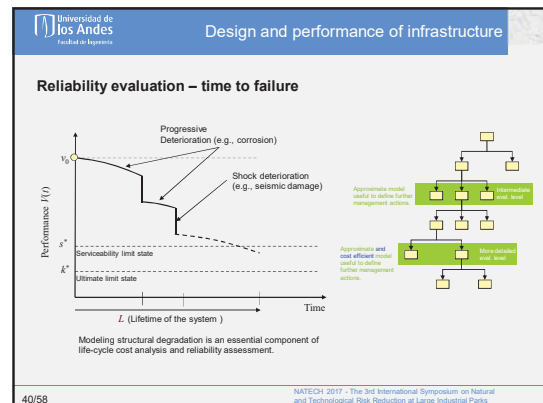 Universidad de
los Andes
Facultad de Ingeniería
Design and performance of infrastructure
Reliability evaluation – time to failure
Progressive
Deterioration (e.g., corrosion)
Shock deterioration
(e.g., seismic damage)
Performance V(t)
v₀
s*
Serviceability limit state
k*
Ultimate limit state
Time
L (Lifetime of the system )
Approximate model
useful to define further
management actions.
Intermediate
eval. level
Approximate and
cost efficient model
useful to define
further management
actions.
More detailed
eval. level
Modeling structural degradation is an essential component of
life-cycle cost analysis and reliability assessment.
40/58
NATECH 2017 - The 3rd International Symposium on Natural
and Technological Risk Reduction at Large Industrial Parks